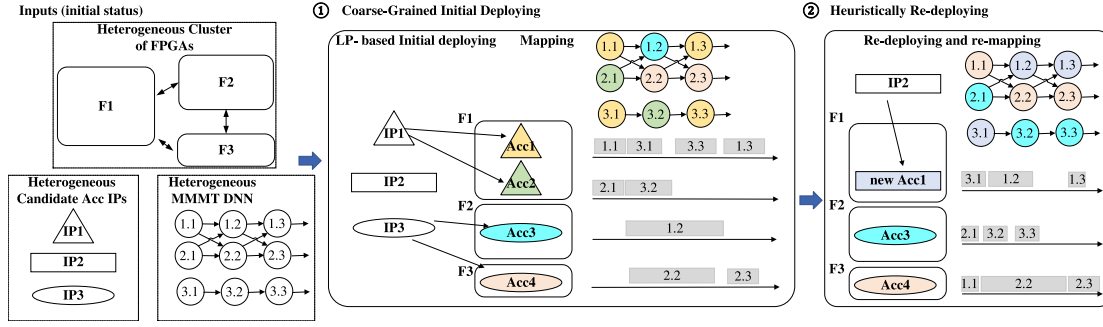 Inputs (initial status)
Heterogeneous Cluster
of FPGAs
F1
F2
F3
Heterogeneous
Candidate Acc IPs
IP1
IP2
IP3
Heterogeneous
MMMT DNN
1.1 1.2 1.3
2.1 2.2 2.3
3.1 3.2 3.3
① Coarse-Grained Initial Deploying
LP- based Initial deploying Mapping
1.1 1.2 1.3
2.1 2.2 2.3
3.1 3.2 3.3
IP1
IP2
IP3
F1
Acc1
Acc2
F2
Acc3
F3
Acc4
1.1 3.1 3.3 1.3
2.1 3.2
1.2
2.2 2.3
② Heuristically Re-deploying
Re-deploying and re-mapping
IP2
1.1 1.2 1.3
2.1 2.2 2.3
3.1 3.2 3.3
F1
new Acc1
F2
Acc3
F3
Acc4
3.1 1.2 1.3
2.1 3.2 3.3
1.1 2.2 2.3